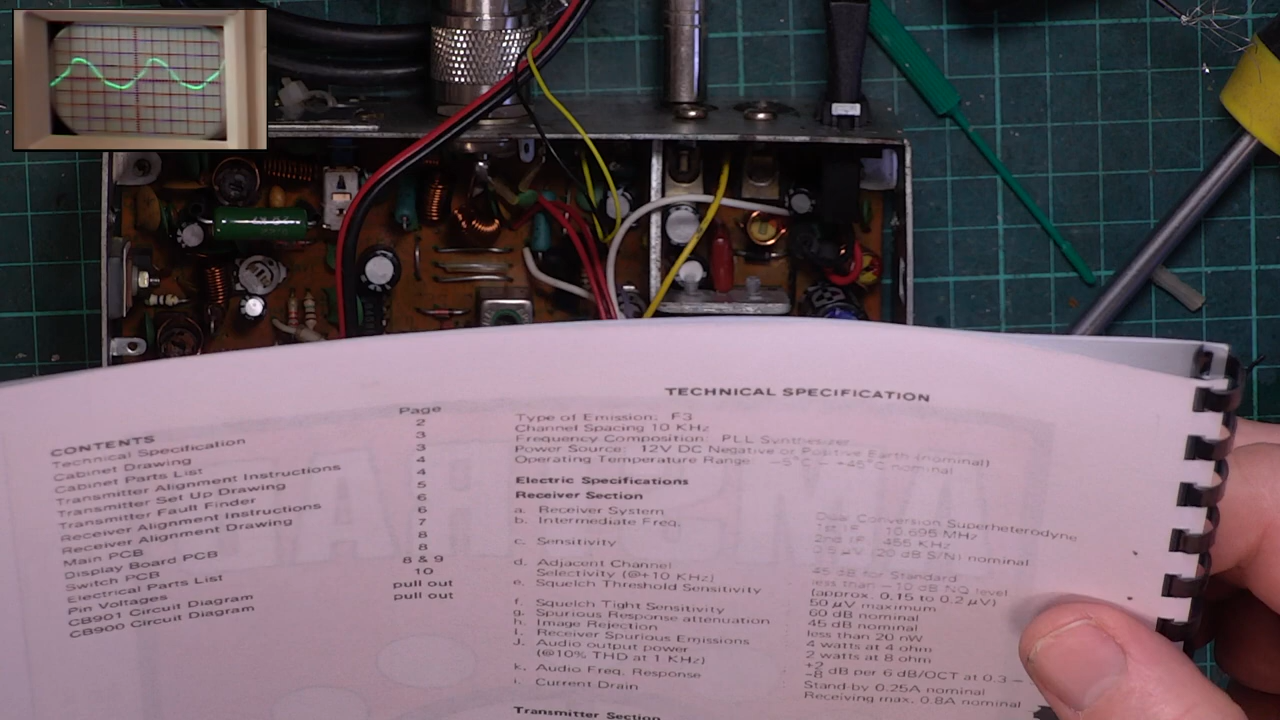 CONTENTS
Page
Technical Specification 2
Cabinet Drawing 3
Cabinet Parts List 3
Transmitter Alignment Instructions 4
Transmitter Set Up Drawing 4
Transmitter Fault Finder 5
Receiver Alignment Instructions 6
Receiver Alignment Drawing 6
Main PCB 7
Display Board PCB 8
Switch PCB 8
Electrical Parts List 8 & 9
Pin Voltages 10
CB901 Circuit Diagram pull out
CB900 Circuit Diagram pull out
TECHNICAL SPECIFICATION
Type of Emission: F3
Channel Spacing 10 KHz
Frequency Composition: PLL Synthesizer
Power Source: 12V DC Negative or Positive Earth (nominal)
Operating Temperature Range: -5°C – +45°C nominal
Electric Specifications
Receiver Section
a. Receiver System Dual Conversion Superheterodyne
b. Intermediate Freq. 1st IF 10.695 MHz
2nd IF 455 KHz
c. Sensitivity 0.5 µV (20 dB S/N) nominal
d. Adjacent Channel
Selectivity (@+10 KHz) 45 dB for Standard
e. Squelch Threshold Sensitivity less than – 10 dB NQ level
(approx. 0.15 to 0.2 µV)
f. Squelch Tight Sensitivity 50 µV maximum
g. Spurious Response attenuation 60 dB nominal
h. Image Rejection 45 dB nominal
I. Receiver Spurious Emissions less than 20 nW
J. Audio output power 4 watts at 4 ohm
(@10% THD at 1 KHz) 2 watts at 8 ohm
k. Audio Freq. Response +2 -8 dB per 6 dB/OCT at 0.3 –
i. Current Drain Stand-by 0.25A nominal
Receiving max. 0.8A nominal
Transmitter Section